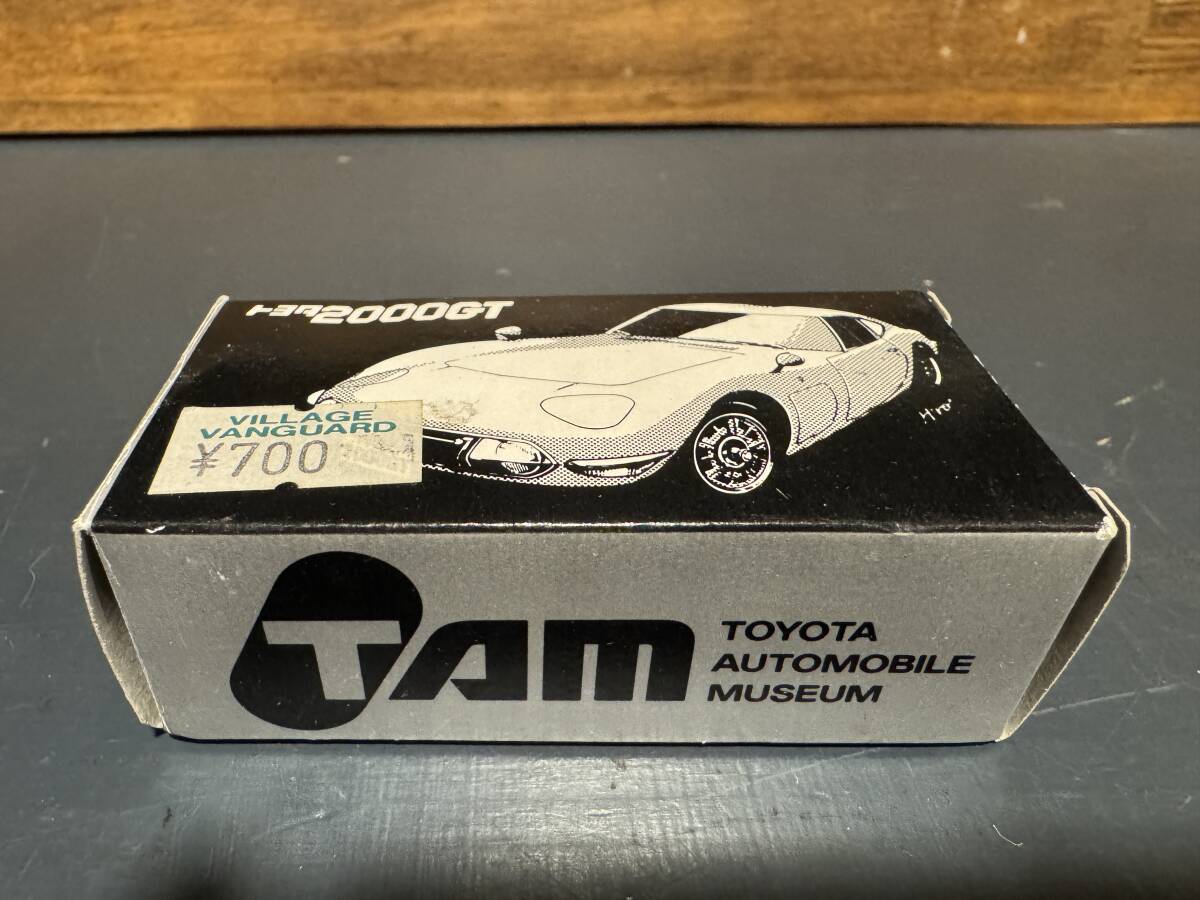 トヨタ2000GT
Hiro
VILLAGE
VANGUARD
¥700
TAM
TOYOTA
AUTOMOBILE
MUSEUM